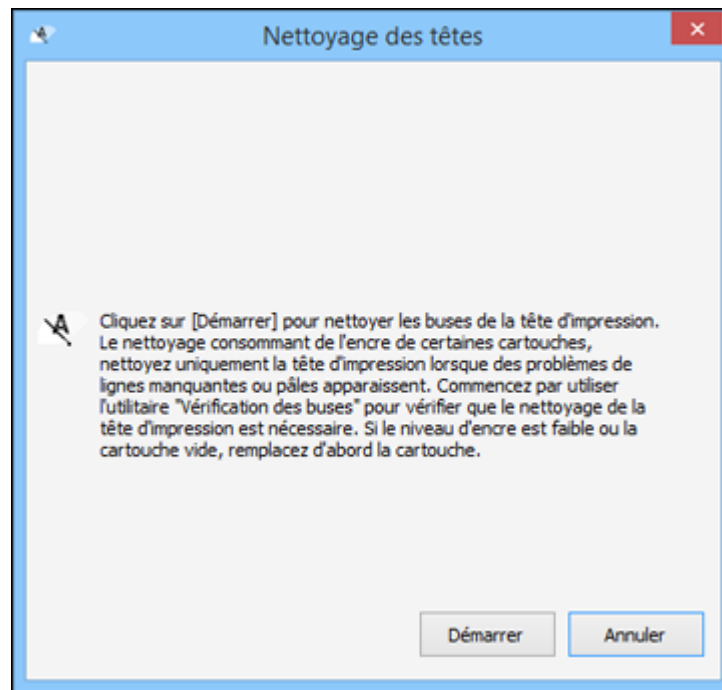 Nettoyage des têtes
Cliquez sur [Démarrer] pour nettoyer les buses de la tête d'impression.
Le nettoyage consommant de l'encre de certaines cartouches,
nettoyez uniquement la tête d'impression lorsque des problèmes de
lignes manquantes ou pâles apparaissent. Commencez par utiliser
l'utilitaire "Vérification des buses" pour vérifier que le nettoyage de la
tête d'impression est nécessaire. Si le niveau d'encre est faible ou la
cartouche vide, remplacez d'abord la cartouche.
Démarrer
Annuler